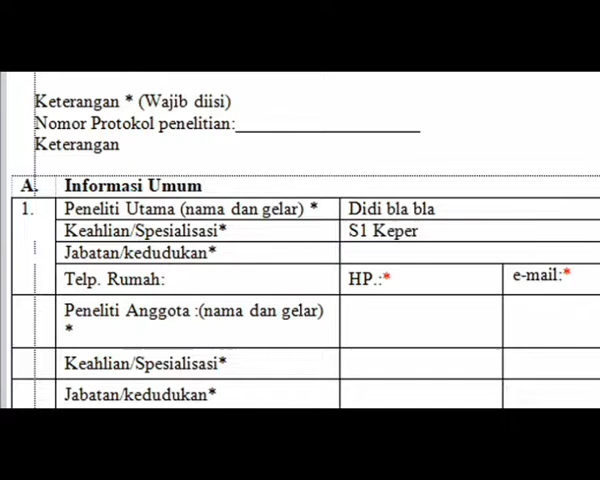 Keterangan * (Wajib diisi)
Nomor Protokol penelitian:____________________
Keterangan
A. Informasi Umum
1. Peneliti Utama (nama dan gelar) * Didi bla bla
Keahlian/Spesialisasi* S1 Keper
Jabatan/kedudukan*
Telp. Rumah: HP.:* e-mail:*
Peneliti Anggota :(nama dan gelar)
*
Keahlian/Spesialisasi*
Jabatan/kedudukan*